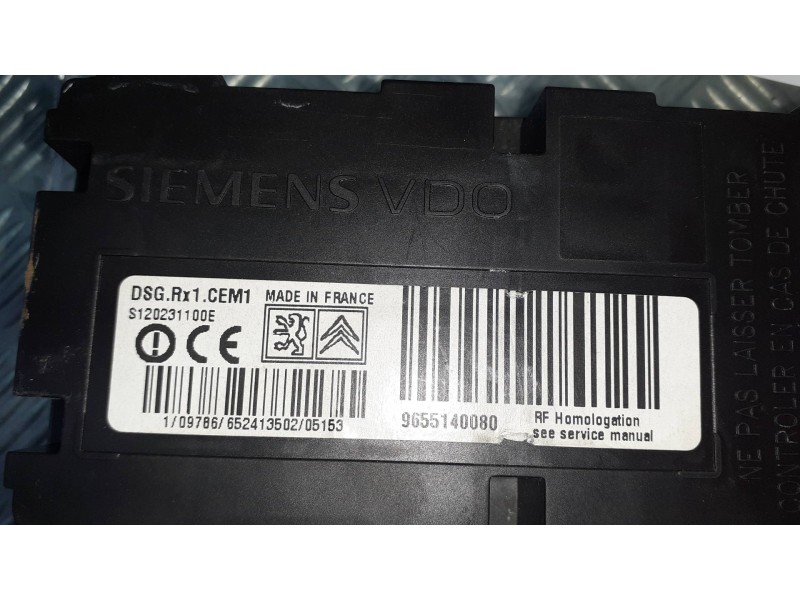 SIEMENS VDO
DSG.Rx1.CEM1 MADE IN FRANCE
S120231100E
CE
1/09786/652413502/05153
9655140080
RF Homologation
see service manual
NE PAS LAISSER TOMBER
CONTROLER EN CAS DE CHUTE